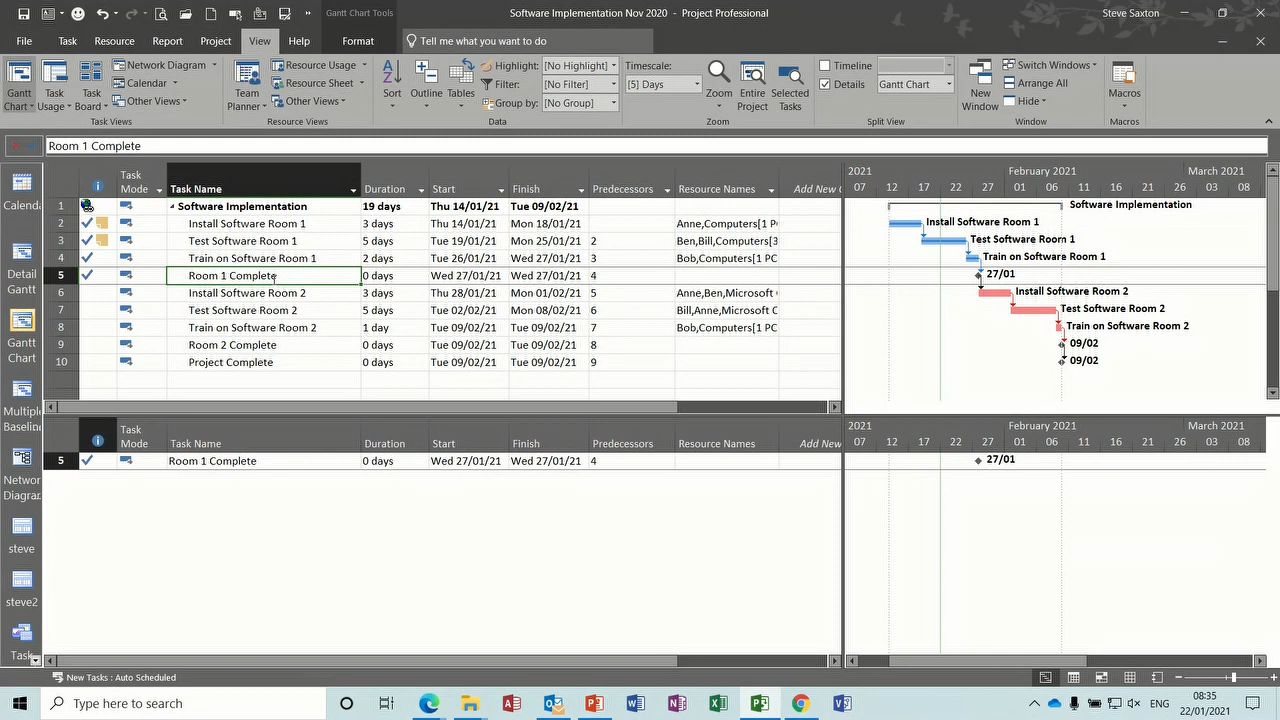 Gantt Chart Tools
Software Implementation Nov 2020 - Project Professional
Steve Saxton
File Task Resource Report Project View Help Format Tell me what you want to do
Gantt Chart
Task Usage
Task Board
Network Diagram
Calendar
Other Views
Task Views
Team Planner
Resource Usage
Resource Sheet
Other Views
Resource Views
Sort
Outline
Tables
Highlight: [No Highlight]
Filter: [No Filter]
Group by: [No Group]
Data
Timescale:
[5] Days
Zoom
Entire Project
Selected Tasks
Zoom
Timeline
Details Gantt Chart
Split View
New Window
Switch Windows
Arrange All
Hide
Window
Macros
Macros
Room 1 Complete
Calenda
Detail Gantt
Gantt Chart
Multiple Baselin
Networ Diagra
steve
steve2
Task
Task Mode Task Name Duration Start Finish Predecessors Resource Names Add New C
1 Software Implementation 19 days Thu 14/01/21 Tue 09/02/21
2 Install Software Room 1 3 days Thu 14/01/21 Mon 18/01/21 Anne,Computers[1 PC
3 Test Software Room 1 5 days Tue 19/01/21 Mon 25/01/21 2 Ben,Bill,Computers[3
4 Train on Software Room 1 2 days Tue 26/01/21 Wed 27/01/21 3 Bob,Computers[1 PC
5 Room 1 Complete 0 days Wed 27/01/21 Wed 27/01/21 4
6 Install Software Room 2 3 days Thu 28/01/21 Mon 01/02/21 5 Anne,Ben,Microsoft
7 Test Software Room 2 5 days Tue 02/02/21 Mon 08/02/21 6 Bill,Anne,Microsoft
8 Train on Software Room 2 1 day Tue 09/02/21 Tue 09/02/21 7 Bob,Computers[1 PC
9 Room 2 Complete 0 days Tue 09/02/21 Tue 09/02/21 8
10 Project Complete 0 days Tue 09/02/21 Tue 09/02/21 9
2021 February 2021 March 2021
07 12 17 22 27 01 06 11 16 21 26 03 08
Software Implementation
Install Software Room 1
Test Software Room 1
Train on Software Room 1
27/01
Install Software Room 2
Test Software Room 2
Train on Software Room 2
09/02
09/02
Task Mode Task Name Duration Start Finish Predecessors Resource Names Add New
5 Room 1 Complete 0 days Wed 27/01/21 Wed 27/01/21 4
2021 February 2021 March 2021
07 12 17 22 27 01 06 11 16 21 26 03 08
27/01
New Tasks : Auto Scheduled
Type here to search
ENG
08:35
22/01/2021